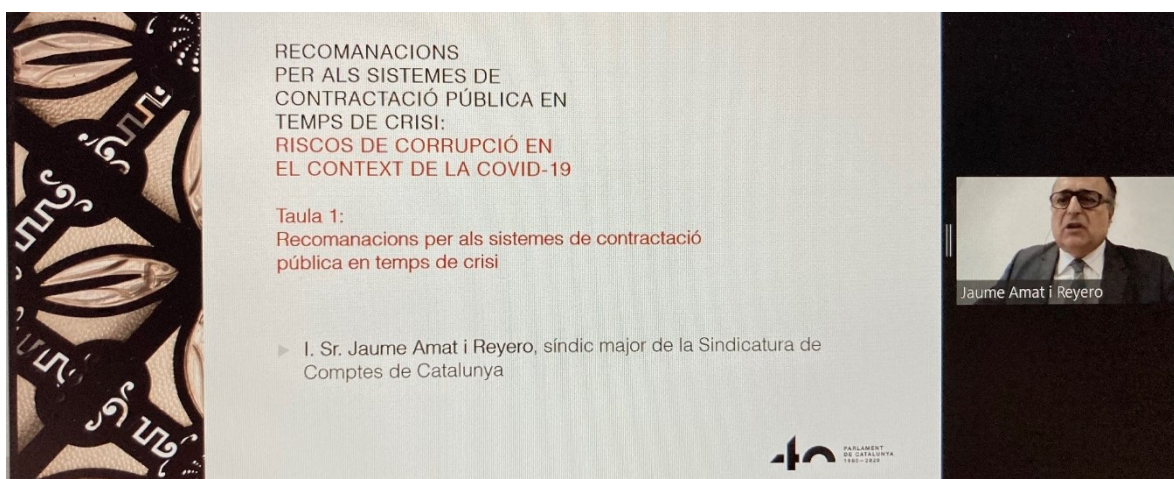 RECOMANACIONS
PER ALS SISTEMES DE
CONTRACTACIÓ PÚBLICA EN
TEMPS DE CRISI:
RISCOS DE CORRUPCIÓ EN
EL CONTEXT DE LA COVID-19
Taula 1:
Recomanacions per als sistemes de contractació
pública en temps de crisi
I. Sr. Jaume Amat i Reyero, síndic major de la Sindicatura de
Comptes de Catalunya
40
PARLAMENT
DE CATALUNYA
1980–2020
Jaume Amat i Reyero